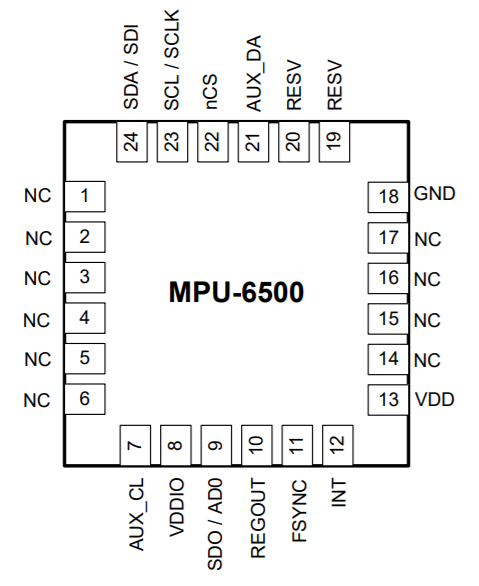 SDA / SDI
SCL / SCLK
nCS
AUX_DA
RESV
RESV
24
23
22
21
20
19
NC 1
NC 2
NC 3
NC 4
NC 5
NC 6
MPU-6500
18 GND
17 NC
16 NC
15 NC
14 NC
13 VDD
7
8
9
10
11
12
AUX_CL
VDDIO
SDO / AD0
REGOUT
FSYNC
INT